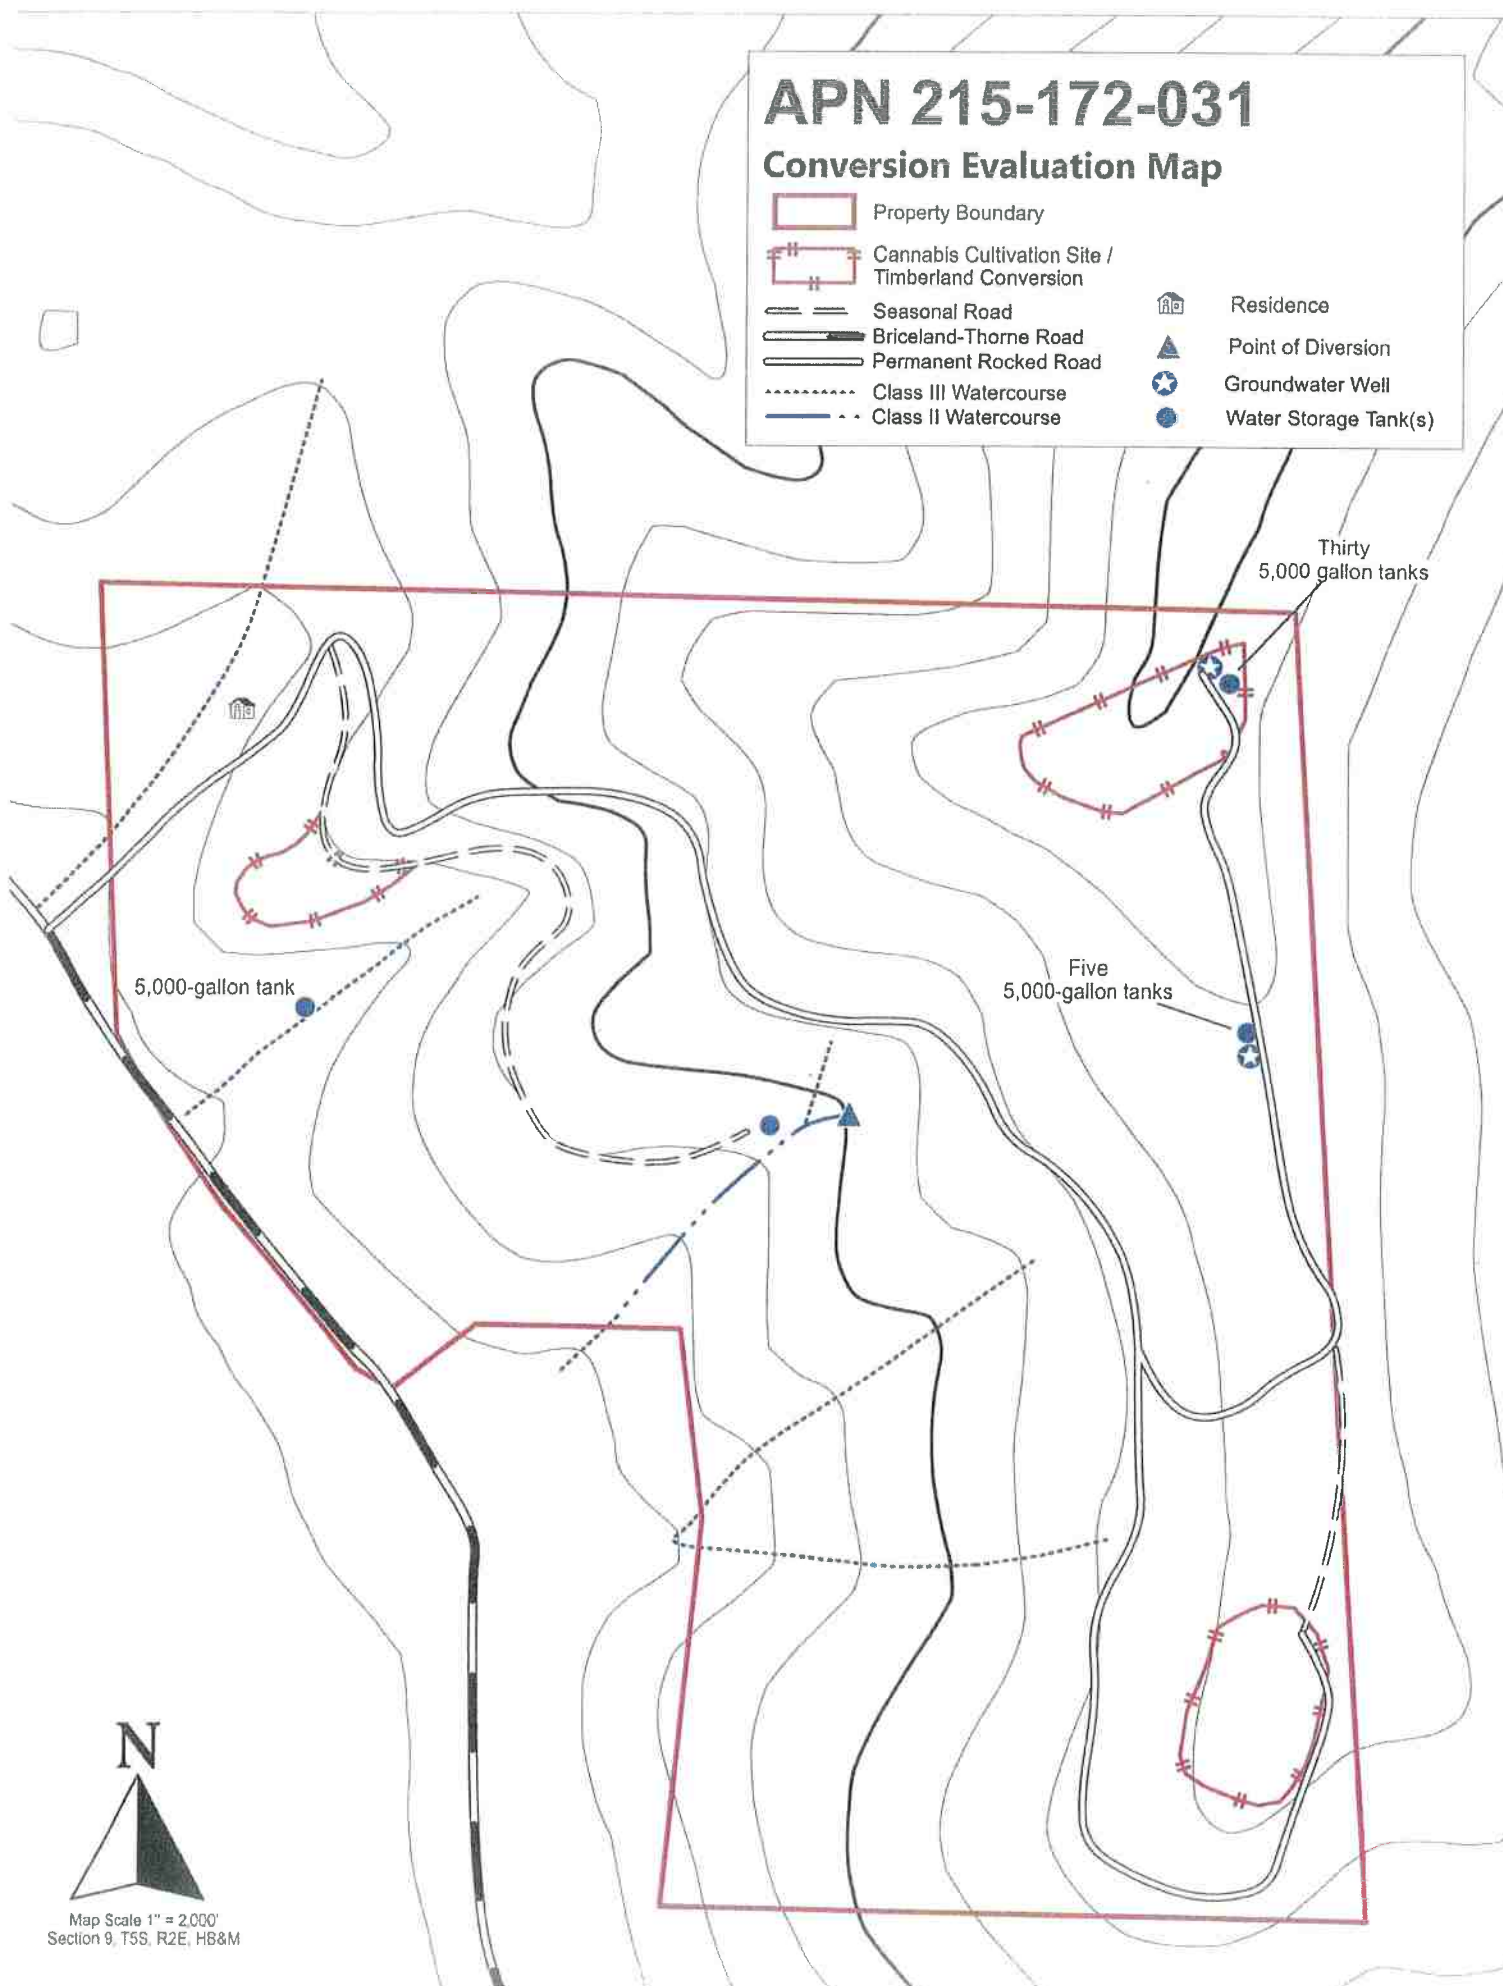 APN 215-172-031
Conversion Evaluation Map
Property Boundary
Cannabis Cultivation Site /
Timberland Conversion
Seasonal Road
Briceland-Thorne Road
Permanent Rocked Road
Class III Watercourse
Class II Watercourse
Residence
Point of Diversion
Groundwater Well
Water Storage Tank(s)
Thirty
5,000 gallon tanks
5,000-gallon tank
Five
5,000-gallon tanks
N
Map Scale 1" = 2,000'
Section 9, T5S, R2E, HB&M